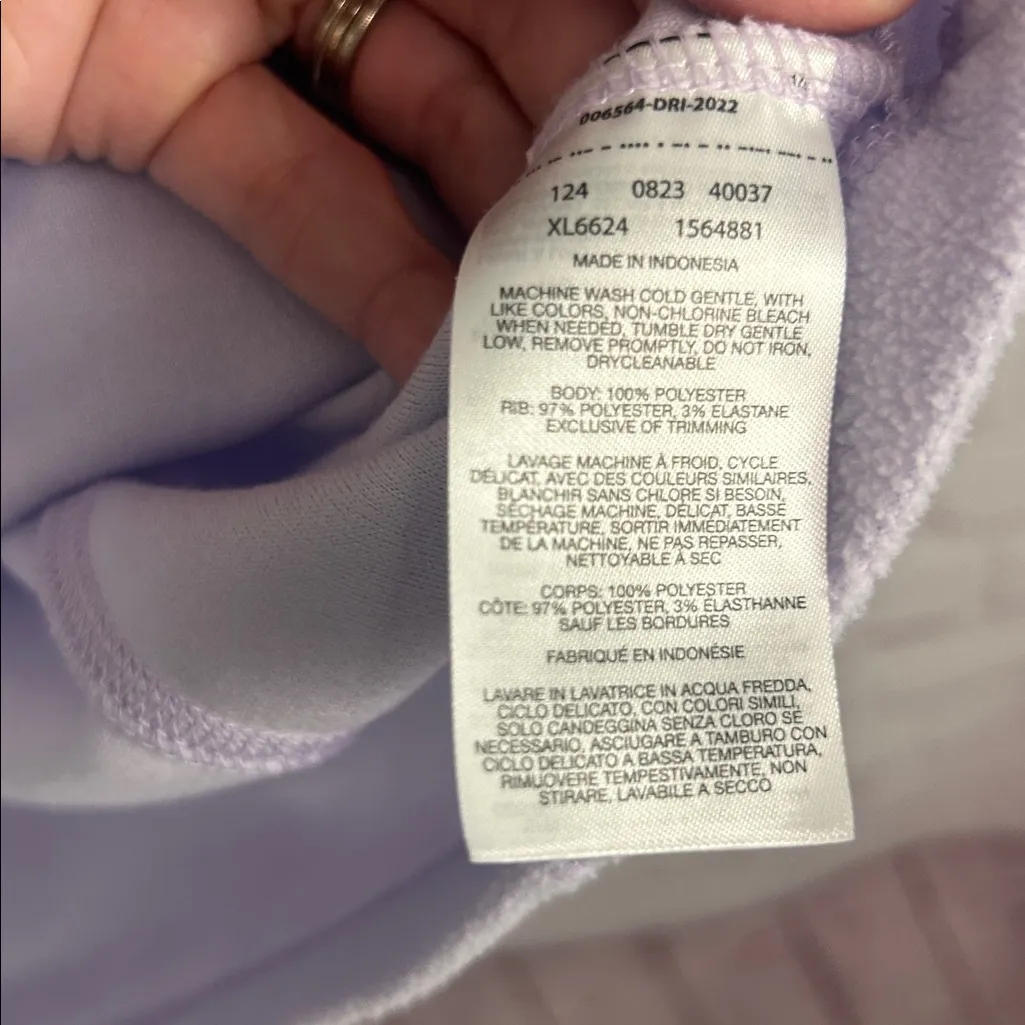 006564-DRI-2022
124 0823 40037
XL6624 1564881
MADE IN INDONESIA
MACHINE WASH COLD GENTLE, WITH
LIKE COLORS, NON-CHLORINE BLEACH
WHEN NEEDED, TUMBLE DRY GENTLE
LOW, REMOVE PROMPTLY, DO NOT IRON,
DRYCLEANABLE
BODY: 100% POLYESTER
RIB: 97% POLYESTER, 3% ELASTANE
EXCLUSIVE OF TRIMMING
LAVAGE MACHINE À FROID, CYCLE
DÉLICAT, AVEC DES COULEURS SIMILAIRES,
BLANCHIR SANS CHLORE SI BESOIN,
SÉCHAGE MACHINE, DÉLICAT, BASSE
TEMPÉRATURE, SORTIR IMMÉDIATEMENT
DE LA MACHINE, NE PAS REPASSER,
NETTOYABLE À SEC
CORPS: 100% POLYESTER
CÔTE: 97% POLYESTER, 3% ÉLASTHANNE
SAUF LES BORDURES
FABRIQUÉ EN INDONÉSIE
LAVARE IN LAVATRICE IN ACQUA FREDDA,
CICLO DELICATO, CON COLORI SIMILI,
SOLO CANDEGGINA SENZA CLORO SE
NECESSARIO, ASCIUGARE A TAMBURO CON
CICLO DELICATO A BASSA TEMPERATURA,
RIMUOVERE TEMPESTIVAMENTE, NON
STIRARE, LAVABILE A SECCO